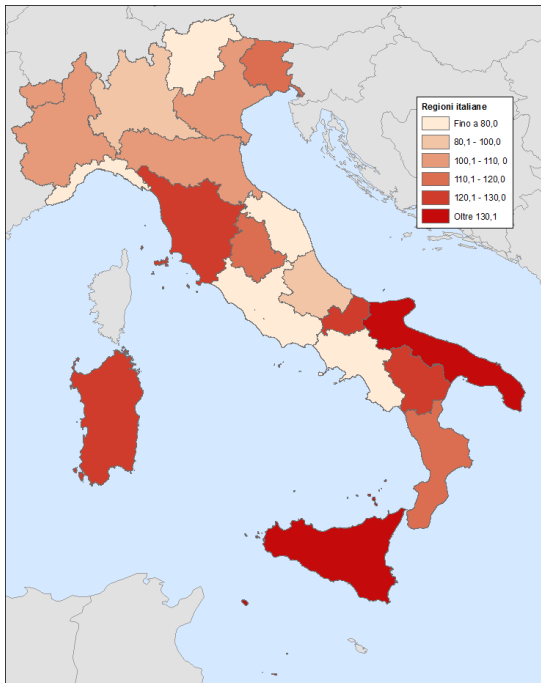 Regioni italiane
Fino a 80,0
80,1 - 100,0
100,1 - 110, 0
110,1 - 120,0
120,1 - 130,0
Oltre 130,1